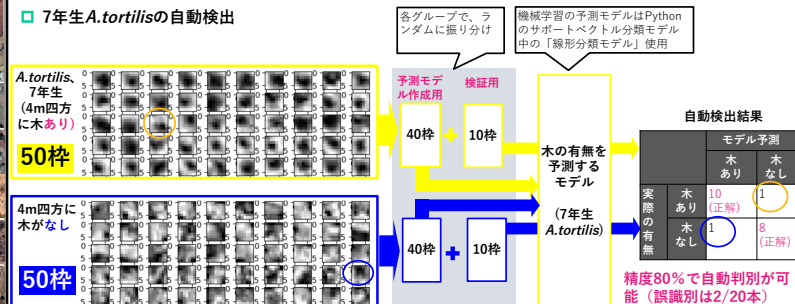 7年生A.tortilisの自動検出
各グループで、ラ
ンダムに振り分け
機械学習の予測モデルはPython
のサポートベクトル分類モデル
中の「線形分類モデル」使用
A.tortilis、
7年生
(4m四方
に木あり)
50枠
4m四方に
木がなし
50枠
予測モデ
ル作成用
検証用
40枠
10枠
40枠
10枠
木の有無を
予測する
モデル
(7年生
A.tortilis)
自動検出結果
モデル予測
木
あり
木
なし
実際の有無
木
あり
10
(正解)
1
木
なし
1
8
(正解)
精度80%で自動判別が可
能(誤識別は2/20本)